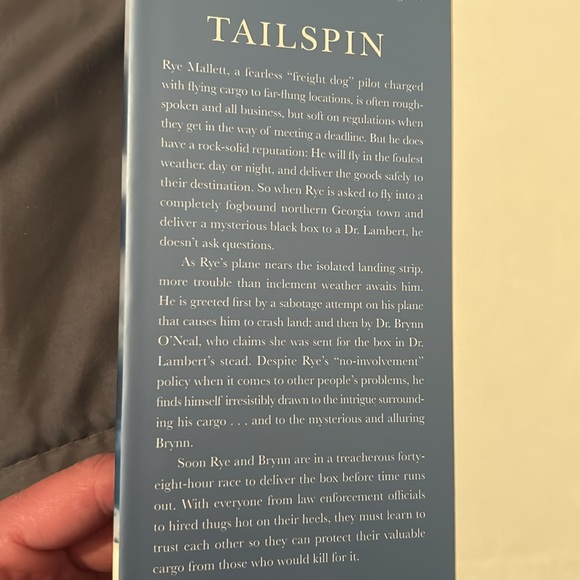 TAILSPIN
Rye Mallett, a fearless “freight dog” pilot charged
with flying cargo to far-flung locations, is often rough-
spoken and all business, but soft on regulations when
they get in the way of meeting a deadline. But he does
have a rock-solid reputation: He will fly in the foulest
weather, day or night, and deliver the goods safely to
their destination. So when Rye is asked to fly into a
completely fogbound northern Georgia town and
deliver a mysterious black box to a Dr. Lambert, he
doesn’t ask questions.
As Rye’s plane nears the isolated landing strip,
more trouble than inclement weather awaits him.
He is greeted first by a sabotage attempt on his plane
that causes him to crash land; and then by Dr. Brynn
O’Neal, who claims she was sent for the box in Dr.
Lambert’s stead. Despite Rye’s “no-involvement”
policy when it comes to other people’s problems, he
finds himself irresistibly drawn to the intrigue surround-
ing his cargo . . . and to the mysterious and alluring
Brynn.
Soon Rye and Brynn are in a treacherous forty-
eight-hour race to deliver the box before time runs
out. With everyone from law enforcement officials
to hired thugs hot on their heels, they must learn to
trust each other so they can protect their valuable
cargo from those who would kill for it.